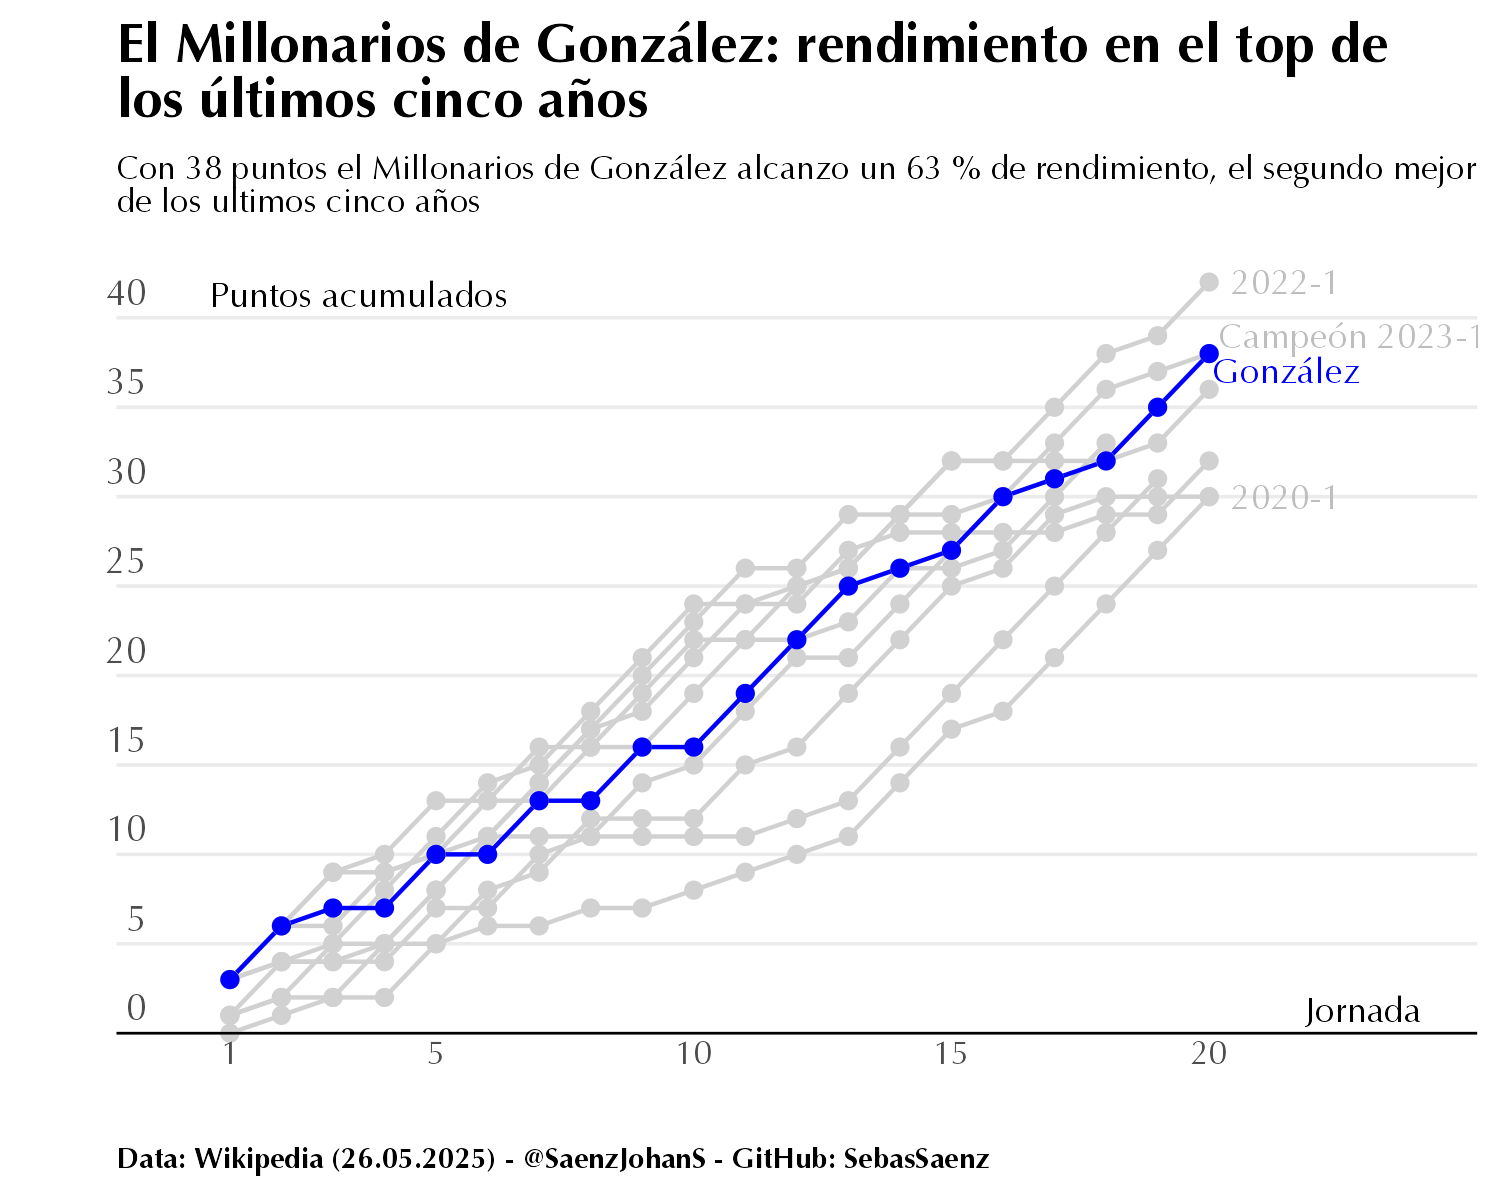 El Millonarios de González: rendimiento en el top de
los últimos cinco años
Con 38 puntos el Millonarios de González alcanzo un 63 % de rendimiento, el segundo mejor
de los ultimos cinco años
40
Puntos acumulados
2022-1
Campeón 2023-1
González
35
30
2020-1
25
20
15
10
5
0
Jornada
1 5 10 15 20
Data: Wikipedia (26.05.2025) - @SaenzJohanS - GitHub: SebasSaenz